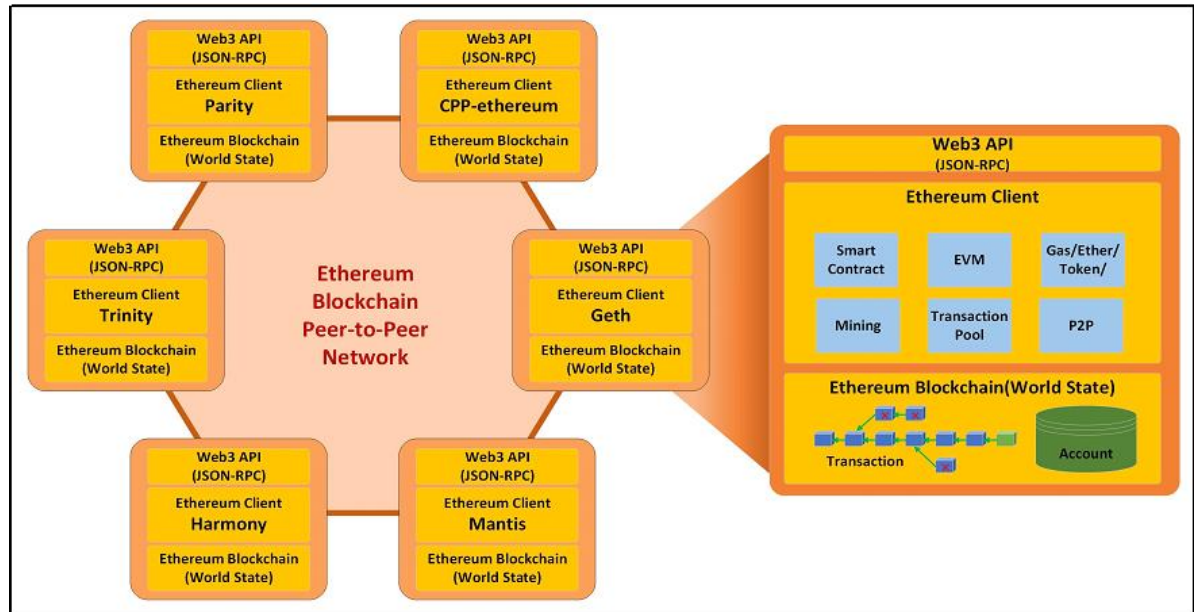 Web3 API
(JSON-RPC)
Ethereum Client
Parity
Ethereum Blockchain
(World State)
Web3 API
(JSON-RPC)
Ethereum Client
CPP-ethereum
Ethereum Blockchain
(World State)
Web3 API
(JSON-RPC)
Ethereum Client
Trinity
Ethereum Blockchain
(World State)
Ethereum
Blockchain
Peer-to-Peer
Network
Web3 API
(JSON-RPC)
Ethereum Client
Geth
Ethereum Blockchain
(World State)
Web3 API
(JSON-RPC)
Ethereum Client
Harmony
Ethereum Blockchain
(World State)
Web3 API
(JSON-RPC)
Ethereum Client
Mantis
Ethereum Blockchain
(World State)
Web3 API
(JSON-RPC)
Ethereum Client
Smart
Contract
EVM
Gas/Ether/
Token/
Mining
Transaction
Pool
P2P
Ethereum Blockchain(World State)
Transaction
Account